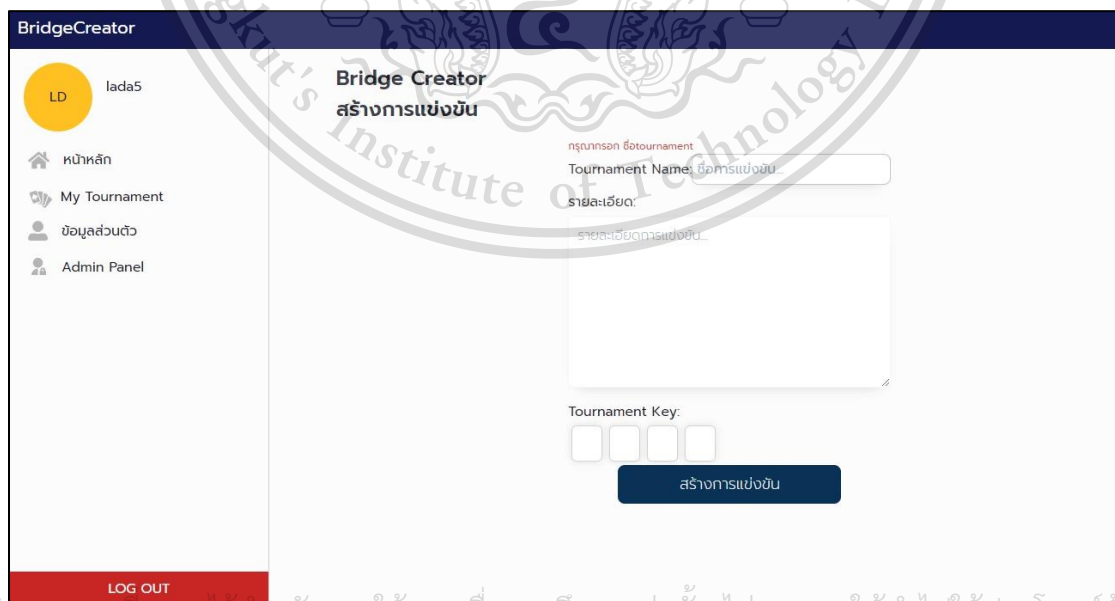 BridgeCreator
LD
lada5
หน้าหลัก
My Tournament
ข้อมูลส่วนตัว
Admin Panel
LOG OUT
Bridge Creator
สร้างการแข่งขัน
กรุณากรอก ชื่อtournament
Tournament Name: ชื่อการแข่งขัน...
รายละเอียด:
รายละเอียดการแข่งขัน...
Tournament Key:
สร้างการแข่งขัน
gkut's Institute of Technology